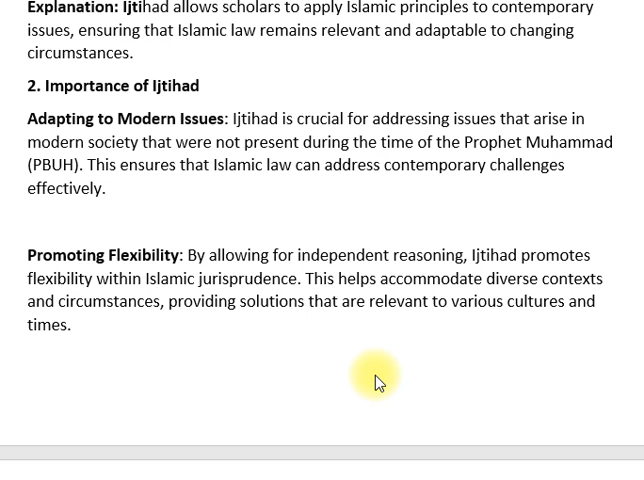 Explanation: Ijtihad allows scholars to apply Islamic principles to contemporary
issues, ensuring that Islamic law remains relevant and adaptable to changing
circumstances.
2. Importance of Ijtihad
Adapting to Modern Issues: Ijtihad is crucial for addressing issues that arise in
modern society that were not present during the time of the Prophet Muhammad
(PBUH). This ensures that Islamic law can address contemporary challenges
effectively.
Promoting Flexibility: By allowing for independent reasoning, Ijtihad promotes
flexibility within Islamic jurisprudence. This helps accommodate diverse contexts
and circumstances, providing solutions that are relevant to various cultures and
times.